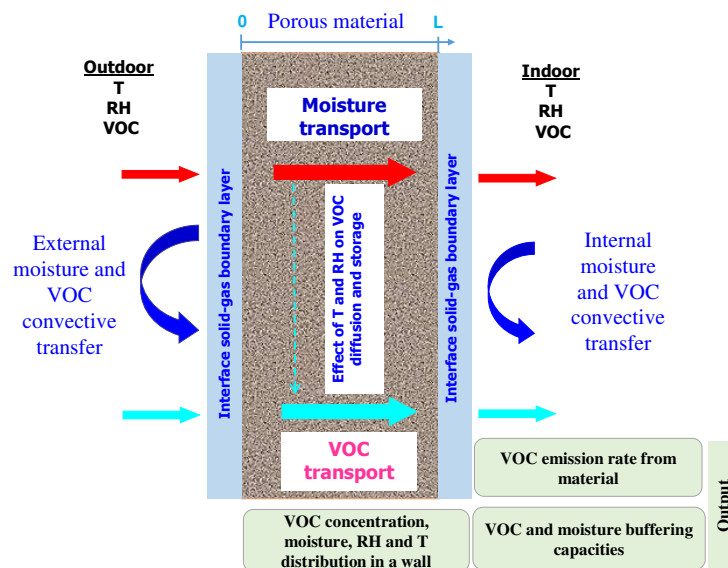 0
Porous material
L
Outdoor
T
RH
VOC
Indoor
T
RH
VOC
Moisture
transport
Interface solid-gas boundary layer
Effect of T and RH on VOC
diffusion and storage
Interface solid-gas boundary layer
External
moisture and
VOC
convective
transfer
Internal
moisture
and VOC
convective
transfer
VOC
transport
VOC emission rate from
material
VOC concentration,
moisture, RH and T
distribution in a wall
VOC and moisture buffering
capacities
Output